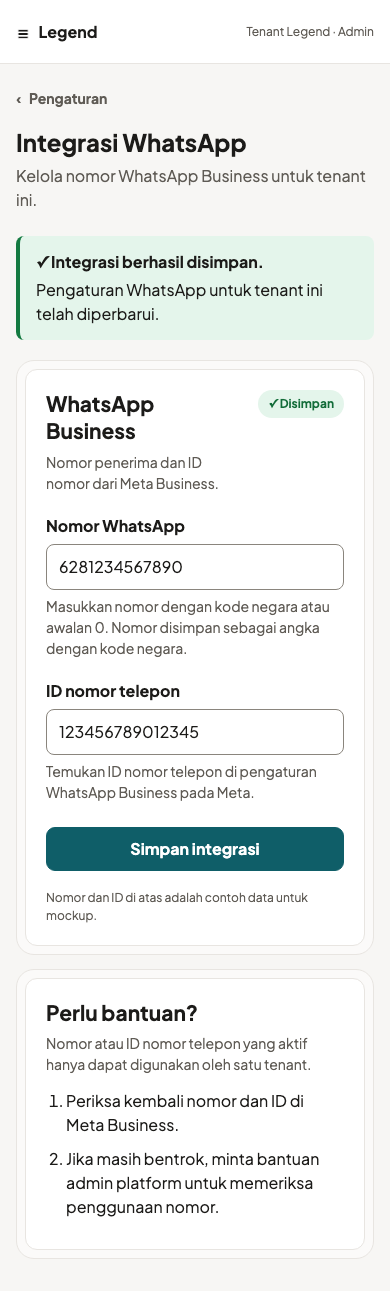 ≡ Legend
Tenant Legend · Admin
‹ Pengaturan
Integrasi WhatsApp
Kelola nomor WhatsApp Business untuk tenant
ini.
✓Integrasi berhasil disimpan.
Pengaturan WhatsApp untuk tenant ini
telah diperbarui.
WhatsApp
Business
✓Disimpan
Nomor penerima dan ID
nomor dari Meta Business.
Nomor WhatsApp
6281234567890
Masukkan nomor dengan kode negara atau
awalan 0. Nomor disimpan sebagai angka
dengan kode negara.
ID nomor telepon
123456789012345
Temukan ID nomor telepon di pengaturan
WhatsApp Business pada Meta.
Simpan integrasi
Nomor dan ID di atas adalah contoh data untuk
mockup.
Perlu bantuan?
Nomor atau ID nomor telepon yang aktif
hanya dapat digunakan oleh satu tenant.
1. Periksa kembali nomor dan ID di
Meta Business.
2. Jika masih bentrok, minta bantuan
admin platform untuk memeriksa
penggunaan nomor.